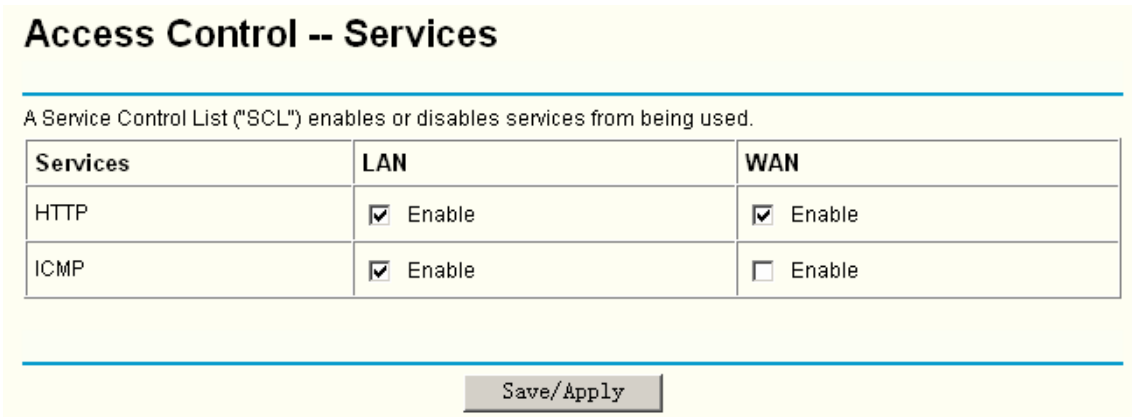 Access Control -- Services
A Service Control List ("SCL") enables or disables services from being used.
Services LAN WAN
HTTP Enable Enable
ICMP Enable Enable
Save/Apply